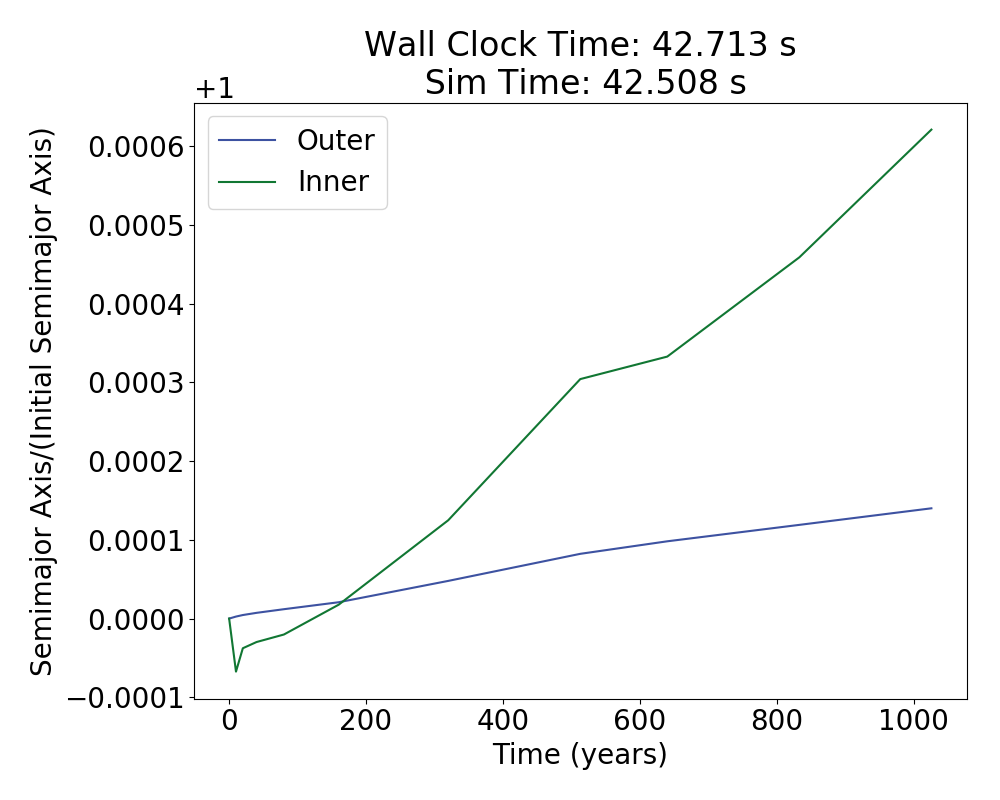 Wall Clock Time: 42.713 s
Sim Time: 42.508 s
+1
Outer
Inner
Semimajor Axis/(Initial Semimajor Axis)
0.0006
0.0005
0.0004
0.0003
0.0002
0.0001
0.0000
−0.0001
0 200 400 600 800 1000
Time (years)